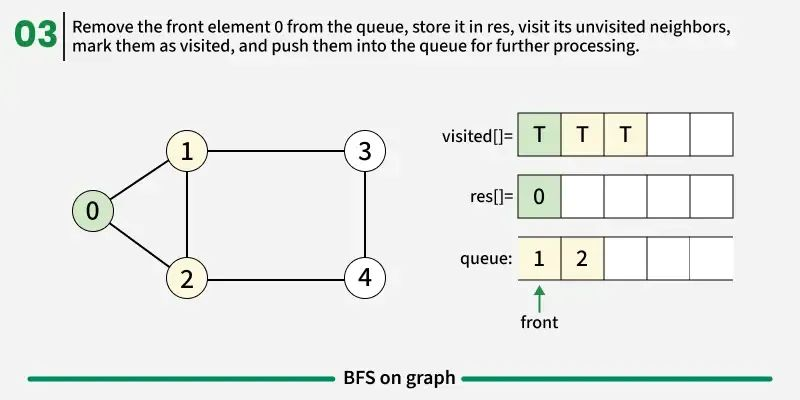 03
Remove the front element 0 from the queue, store it in res, visit its unvisited neighbors,
mark them as visited, and push them into the queue for further processing.
0
1
2
3
4
visited[]= T T T
res[]= 0
queue: 1 2
front
BFS on graph